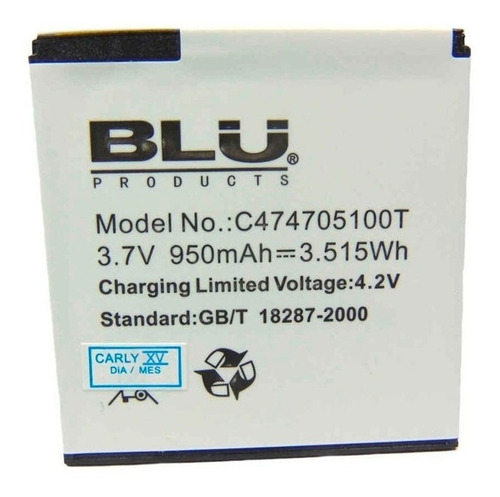 BLU®
PRODUCTS
Model No.:C474705100T
3.7V 950mAh⎓3.515Wh
Charging Limited Voltage:4.2V
Standard:GB/T 18287-2000
CARLY XV
DIA / MES